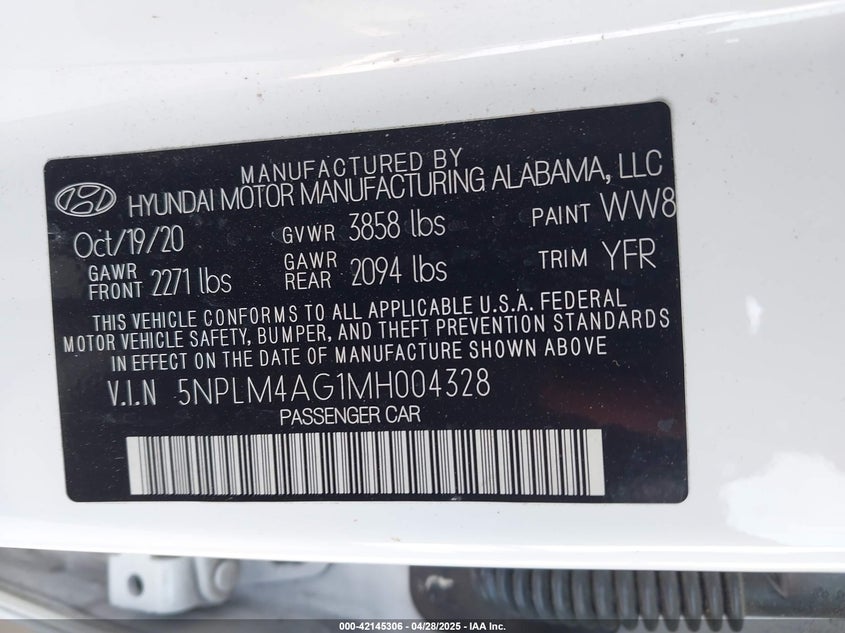 MANUFACTURED BY
HYUNDAI MOTOR MANUFACTURING ALABAMA, LLC
Oct/19/20 GVWR 3858 lbs PAINT WW8
GAWR FRONT 2271 lbs GAWR REAR 2094 lbs TRIM YFR
THIS VEHICLE CONFORMS TO ALL APPLICABLE U.S.A. FEDERAL
MOTOR VEHICLE SAFETY, BUMPER, AND THEFT PREVENTION STANDARDS
IN EFFECT ON THE DATE OF MANUFACTURE SHOWN ABOVE
V.I.N 5NPLM4AG1MH004328
PASSENGER CAR
000-42145306 / 04/28/2025 - IAA Inc.